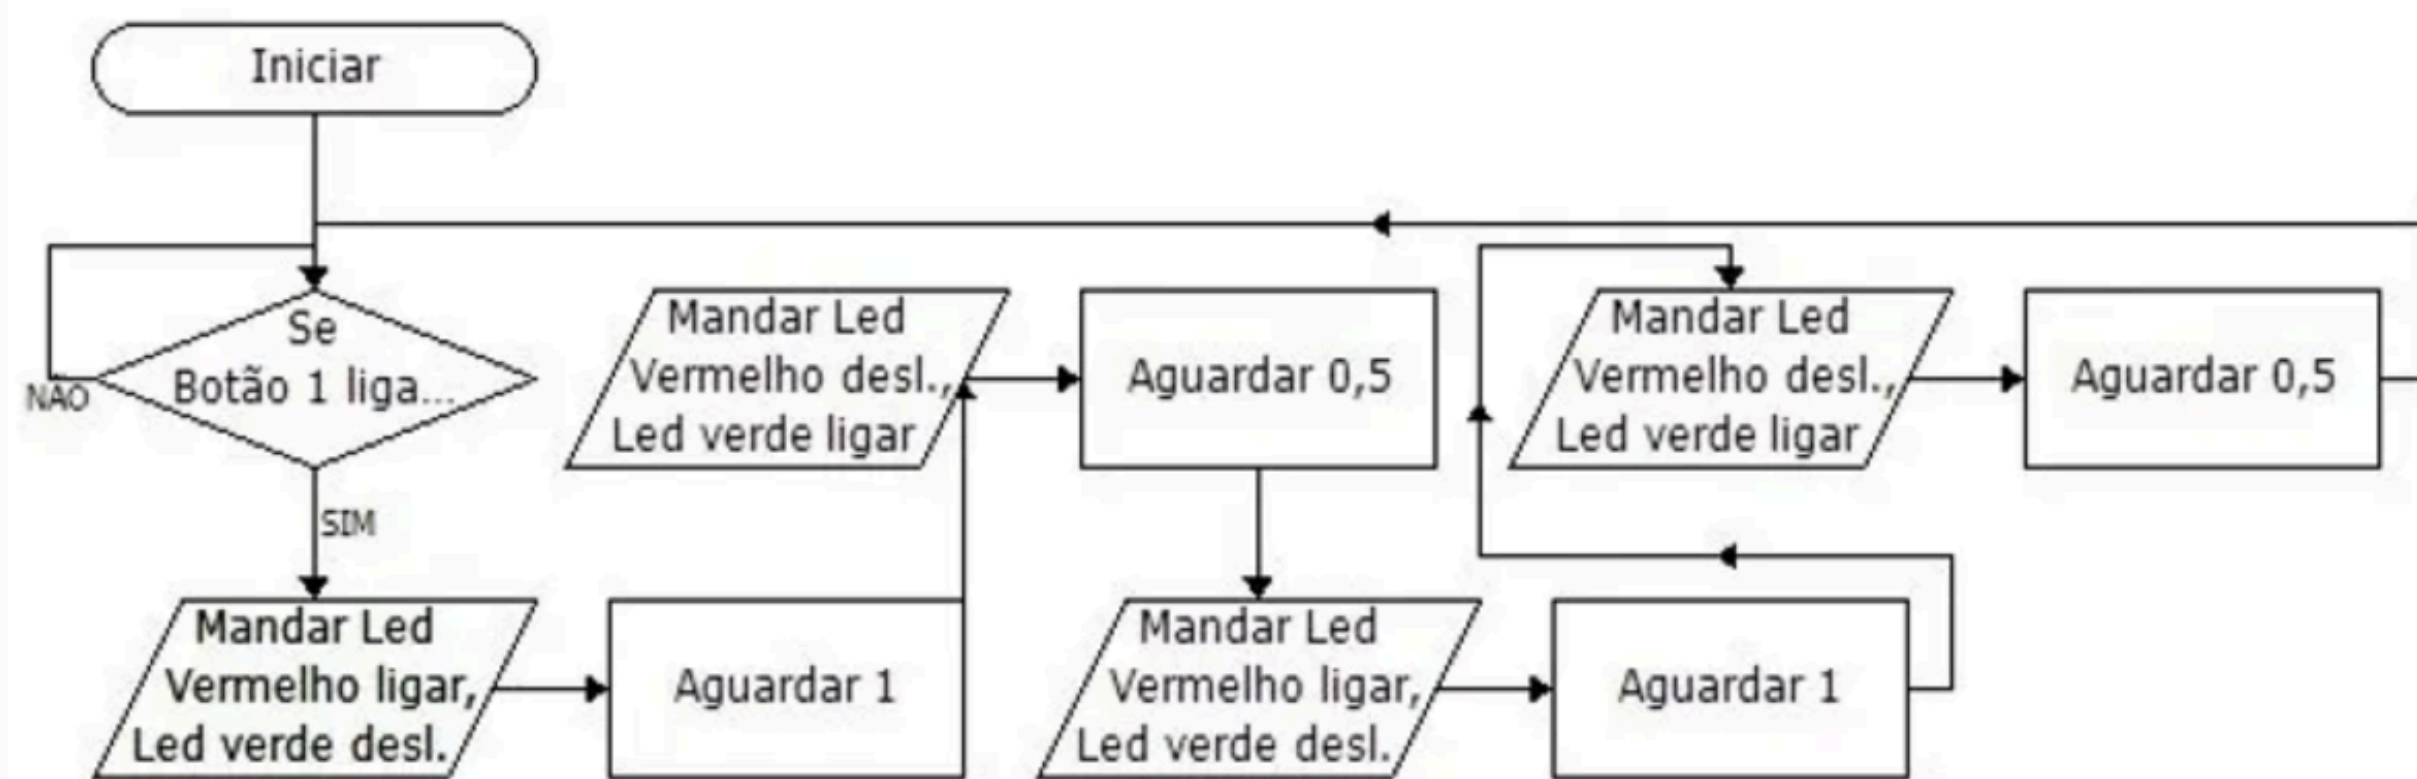 Iniciar
Se
Botão 1 liga...
NÃO
SIM
Mandar Led
Vermelho ligar,
Led verde desl.
Aguardar 1
Mandar Led
Vermelho desl.,
Led verde ligar
Aguardar 0,5
Mandar Led
Vermelho ligar,
Led verde desl.
Aguardar 1
Mandar Led
Vermelho desl.,
Led verde ligar
Aguardar 0,5